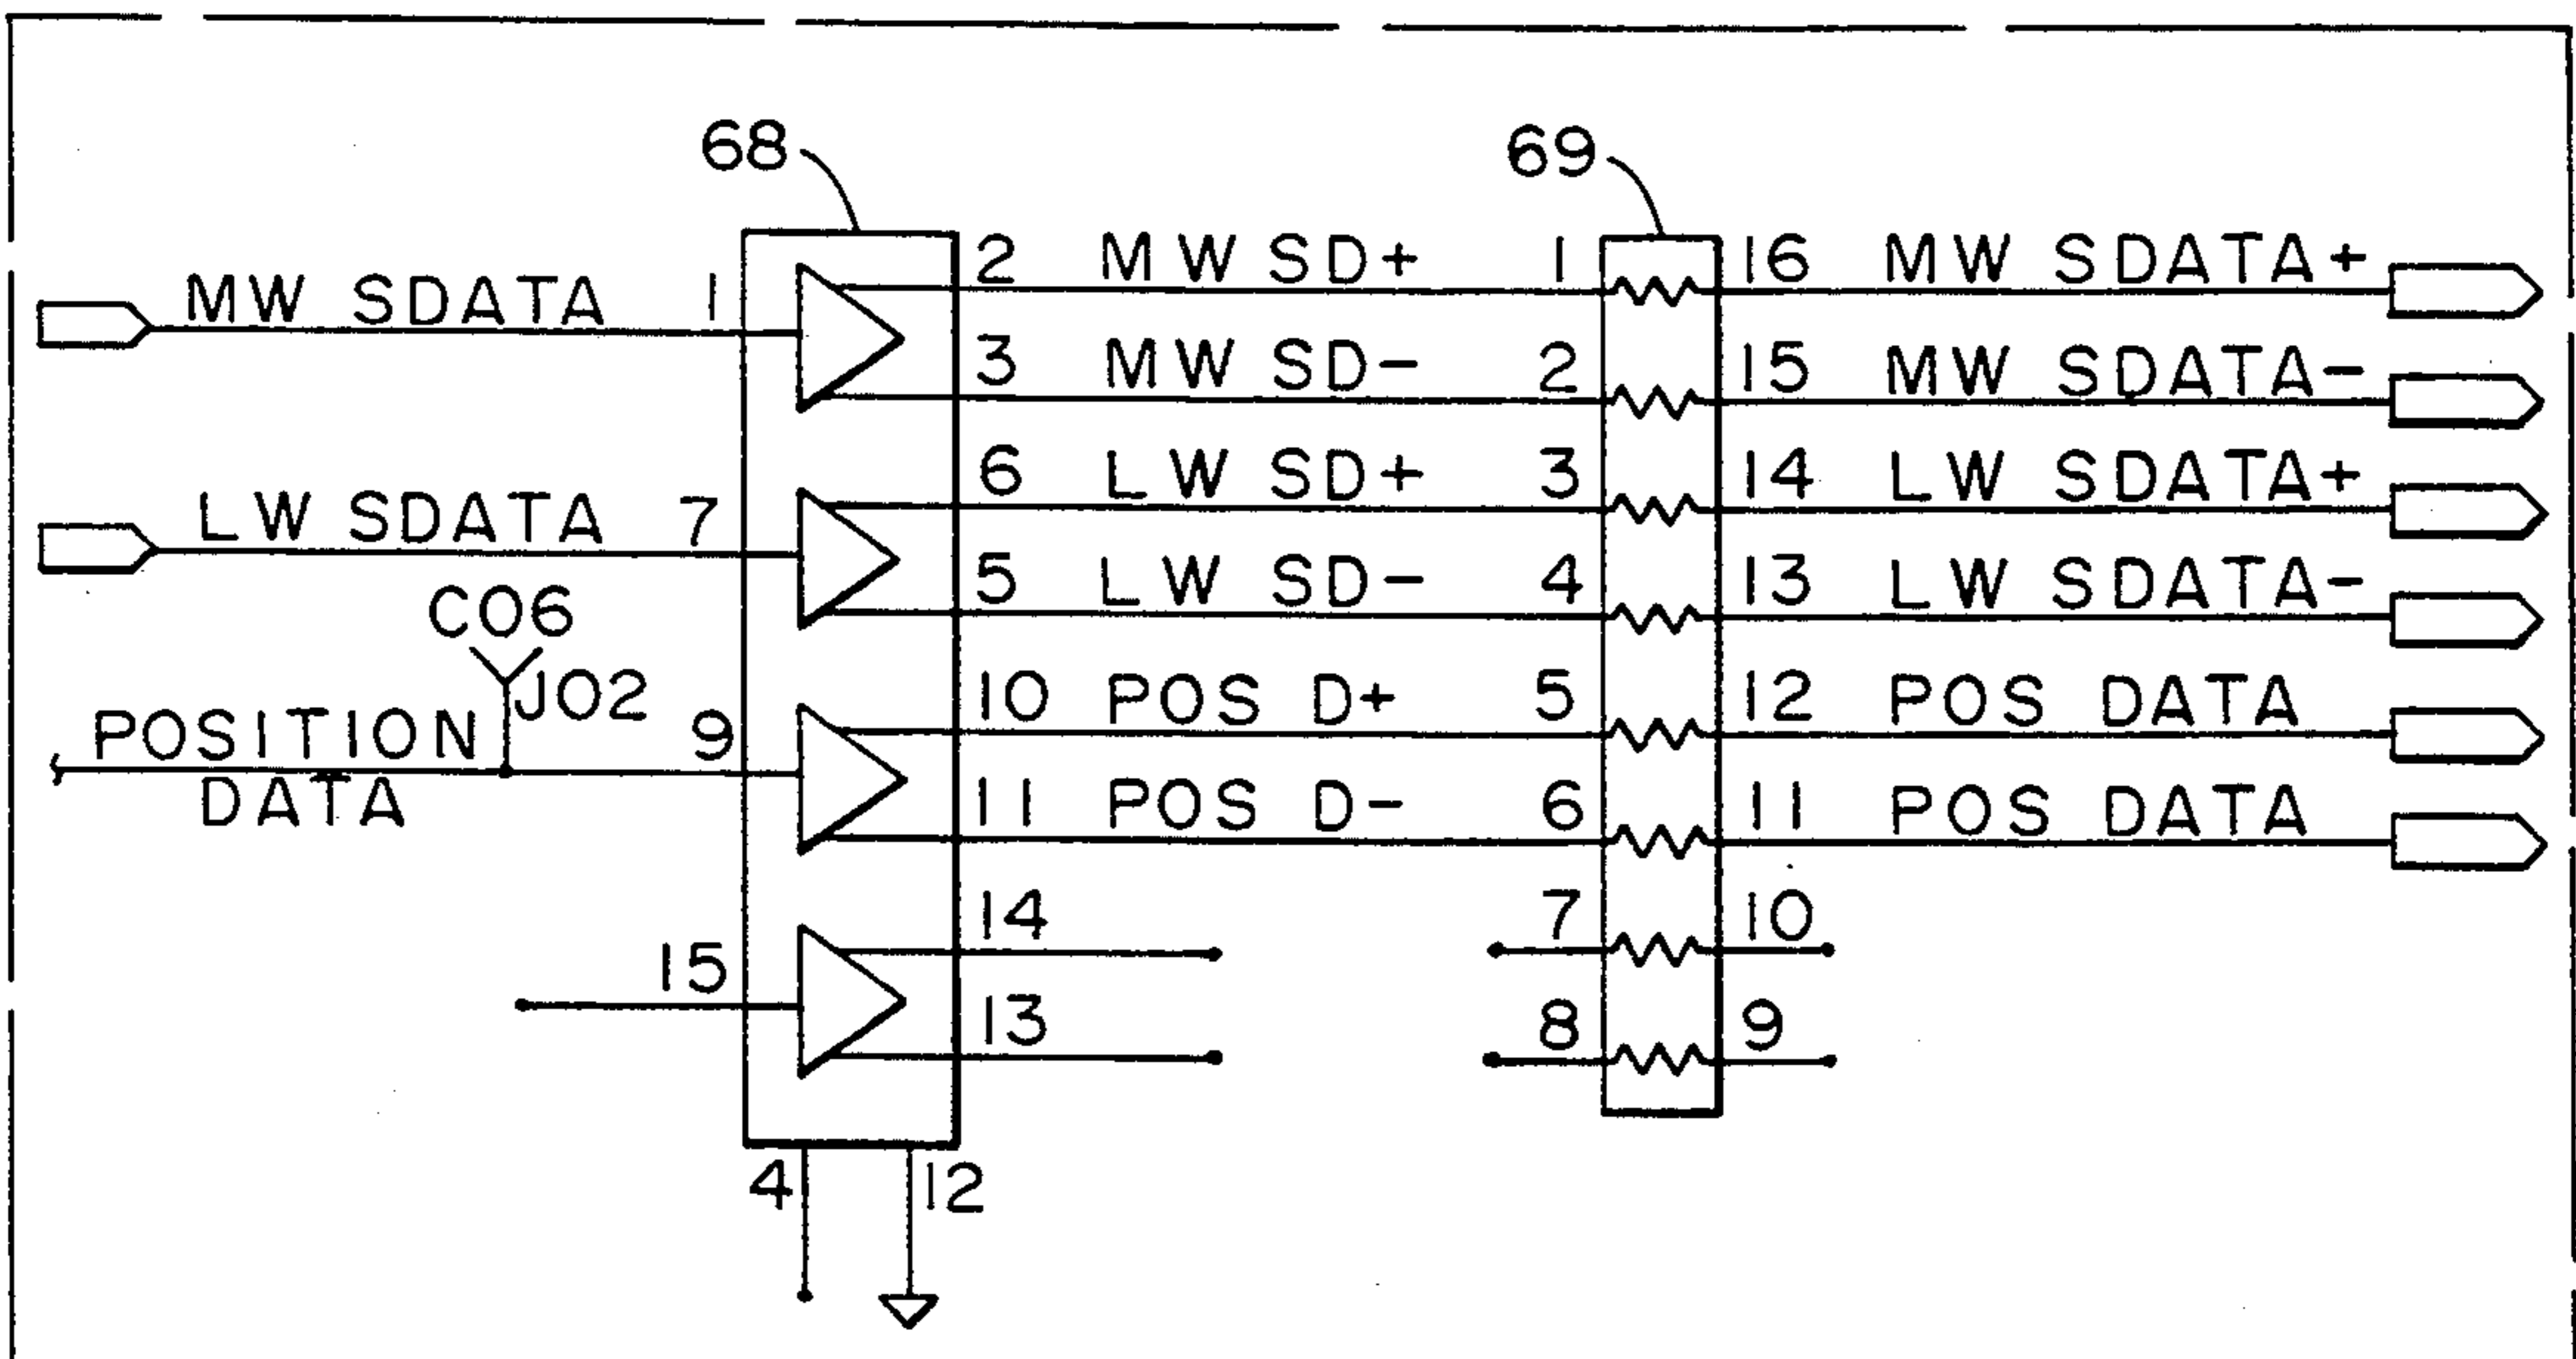 68 69
MW SDATA 1 2 MW SD+ 1 16 MW SDATA+
3 MW SD- 2 15 MW SDATA-
LW SDATA 7 6 LW SD+ 3 14 LW SDATA+
5 LW SD- 4 13 LW SDATA-
C06
J02
POSITION 9 10 POS D+ 5 12 POS DATA
DATA 11 POS D- 6 11 POS DATA
15 14 7 10
13 8 9
4 12